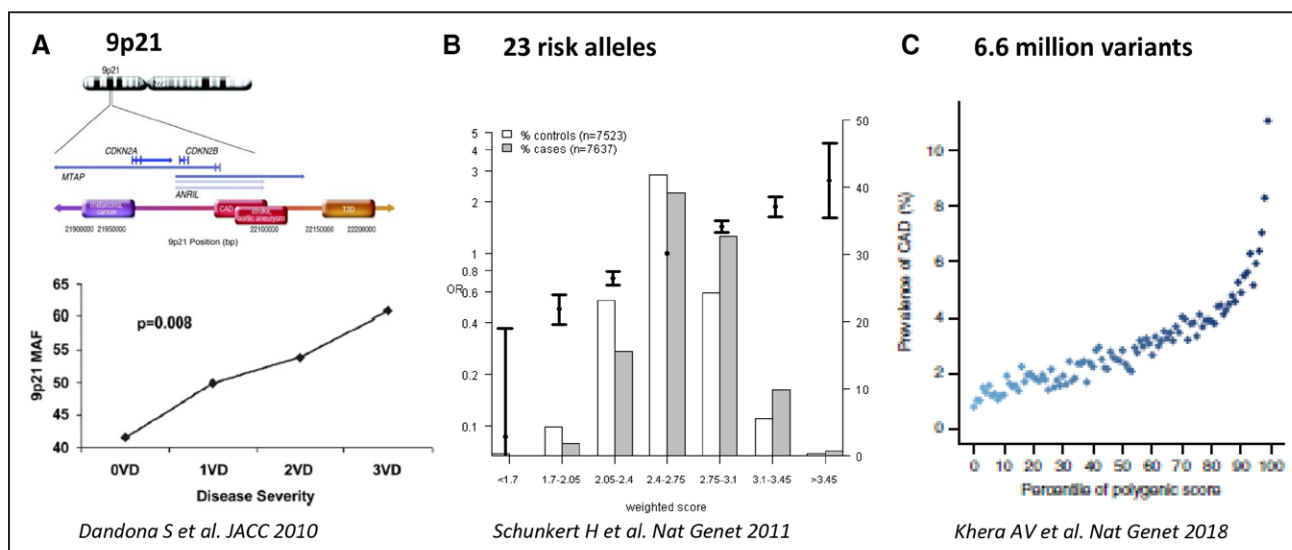 A
9p21
9p21
CDKN2A
CDKN2B
MTAP
ANRIL
melanoma,
cancer
CAD
stroke,
aortic aneurysm
T2D
21900000 21950000 22100000 22150000 22200000
9p21 Position (bp)
65
60
55
50
45
40
9p21 MAF
p=0.008
0VD 1VD 2VD 3VD
Disease Severity
Dandona S et al. JACC 2010
B
23 risk alleles
% controls (n=7523)
% cases (n=7637)
5
4
3
2
1
0.8
0.6
0.4
0.2
0.1
OR
50
40
30
20
10
0
<1.7 1.7-2.05 2.05-2.4 2.4-2.75 2.75-3.1 3.1-3.45 >3.45
weighted score
Schunkert H et al. Nat Genet 2011
C
6.6 million variants
Prevalence of CAD (%)
10
8
6
4
2
0
0 10 20 30 40 50 60 70 80 90 100
Percentile of polygenic score
Khera AV et al. Nat Genet 2018